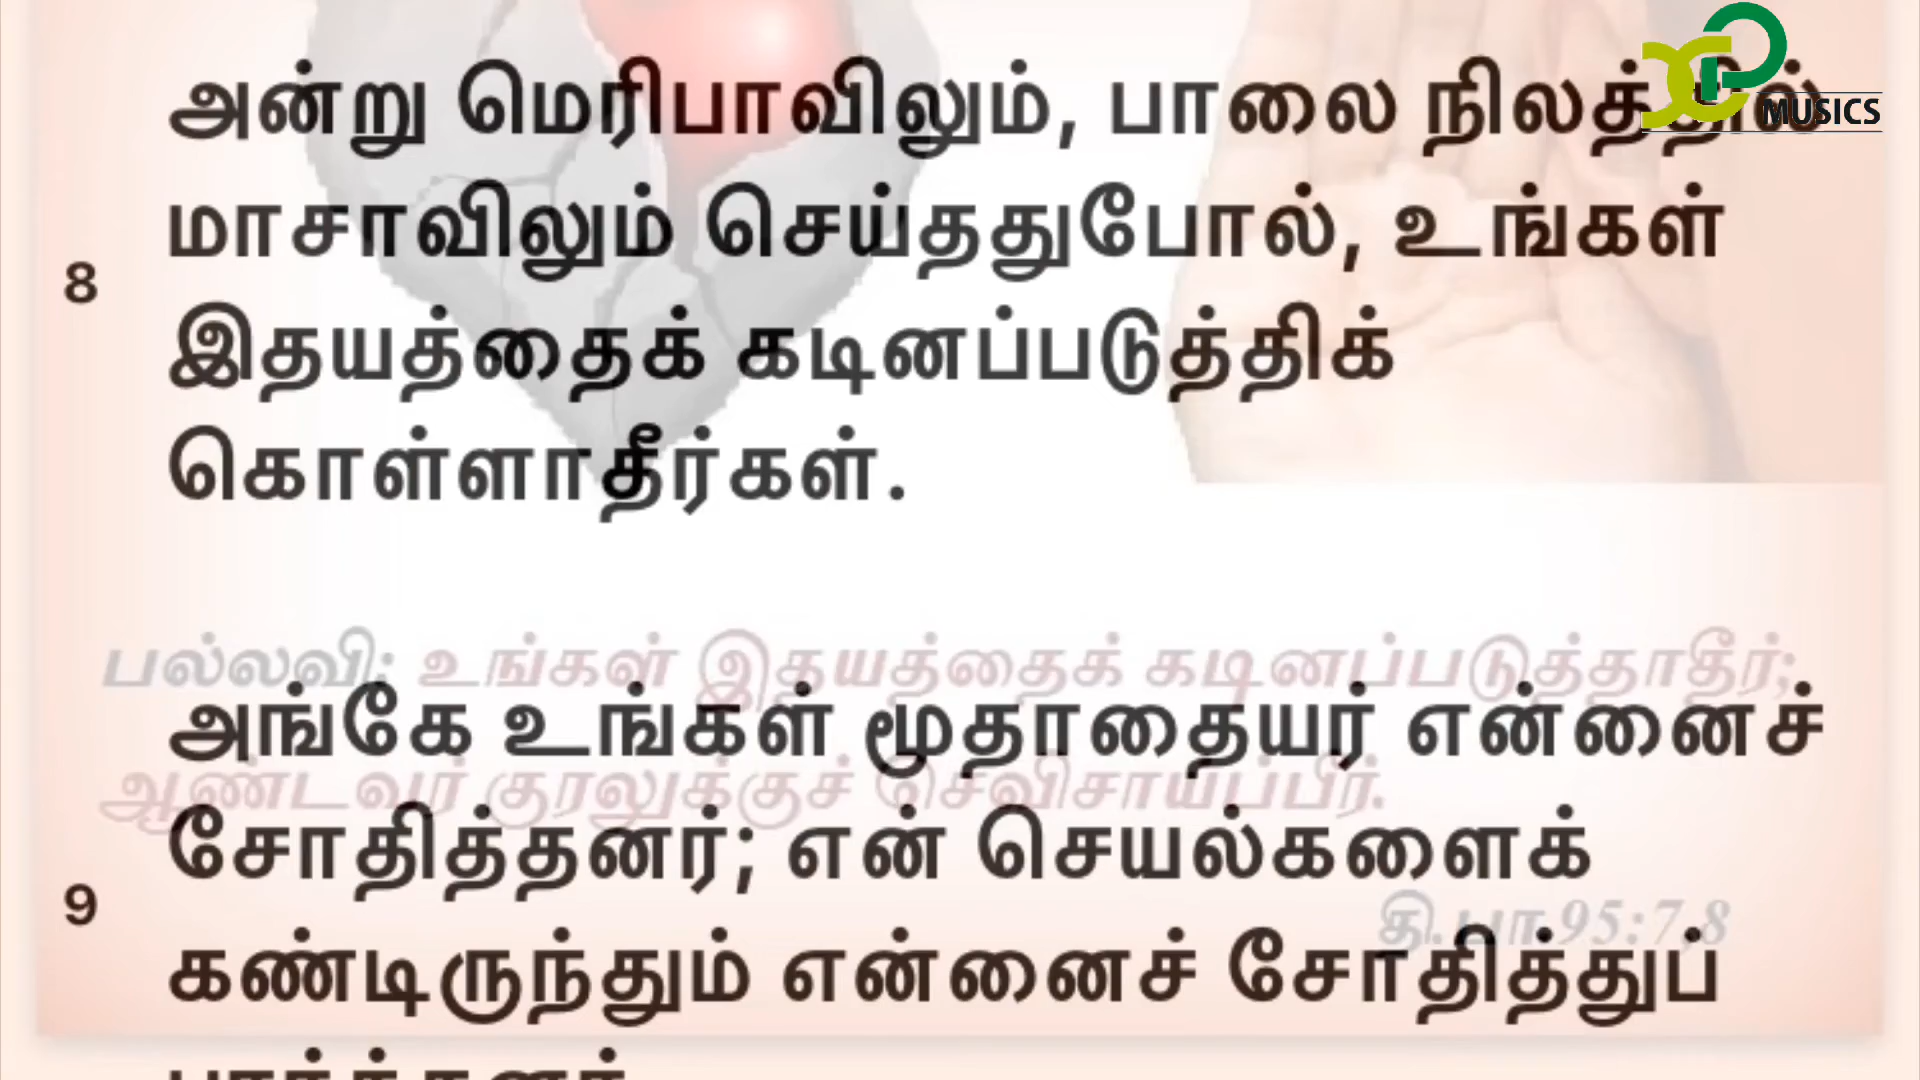 அன்று மெரிபாவிலும், பாலை நிலத்தில்
மாசாவிலும் செய்ததுபோல், உங்கள்
8
இதயத்தைக் கடினப்படுத்திக்
கொள்ளாதீர்கள்.
பல்லவி: உங்கள் இதயத்தைக் கடினப்படுத்தாதீர்;
ஆண்டவர் குரலுக்குச் செவிசாய்ப்பீர்.
தி.பா.95:7,8
அங்கே உங்கள் மூதாதையர் என்னைச்
சோதித்தனர்; என் செயல்களைக்
9
கண்டிருந்தும் என்னைச் சோதித்துப்
MUSICS